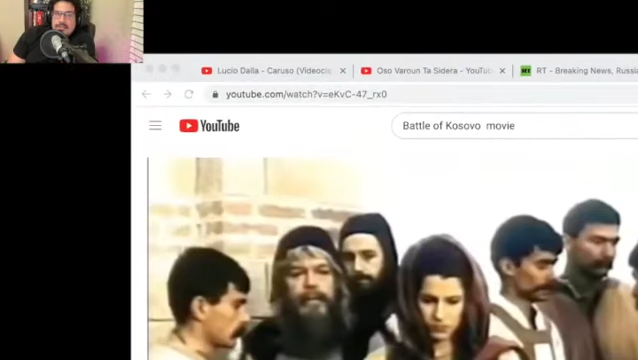 Lucio Dalla - Caruso (Videoclip
Oso Varoun Ta Sidera - YouTub
RT RT - Breaking News, Russia
youtube.com/watch?v=eKvC-47_rx0
YouTube
Battle of Kosovo movie